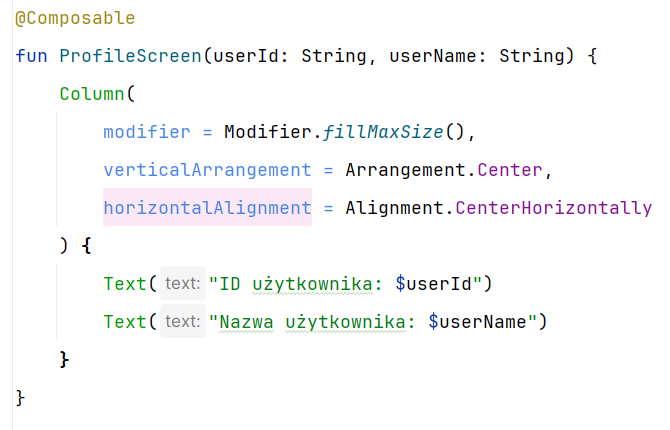 @Composable
fun ProfileScreen(userId: String, userName: String) {
    Column(
        modifier = Modifier.fillMaxSize(),
        verticalArrangement = Arrangement.Center,
        horizontalAlignment = Alignment.CenterHorizontally
    ) {
        Text( text: "ID użytkownika: $userId")
        Text( text: "Nazwa użytkownika: $userName")
    }
}